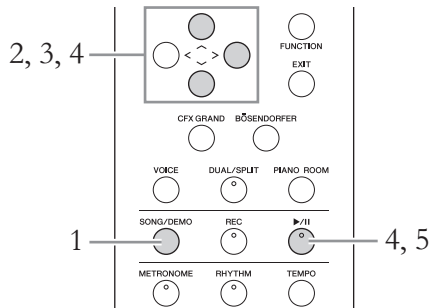 2, 3, 4
FUNCTION
EXIT
CFX GRAND BÖSENDORFER
VOICE DUAL/SPLIT PIANO ROOM
SONG/DEMO REC ▶/II
1
4, 5
METRONOME RHYTHM TEMPO